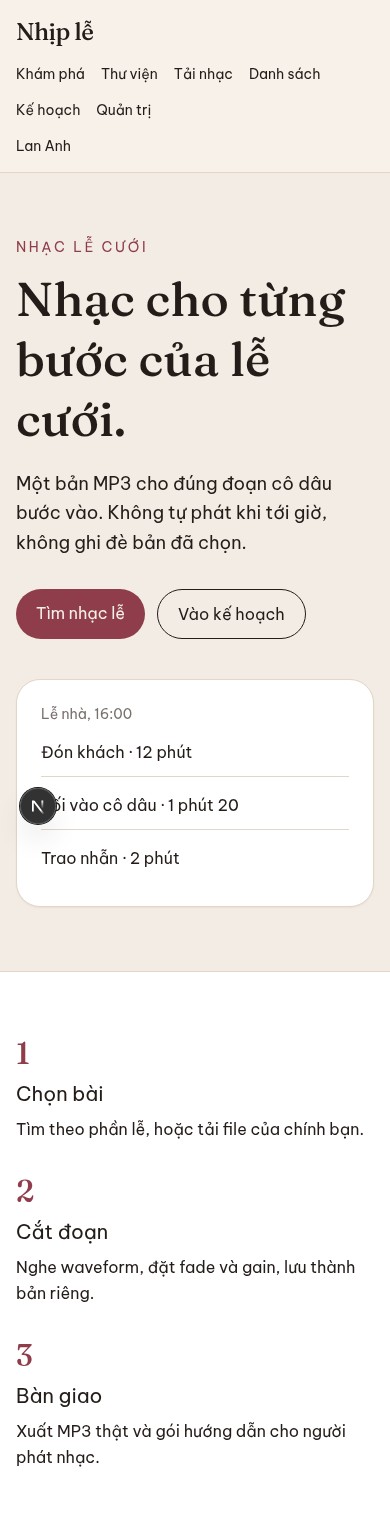 Nhịp lễ
Khám phá Thư viện Tải nhạc Danh sách
Kế hoạch Quản trị
Lan Anh
NHẠC LỄ CƯỚI
Nhạc cho từng
bước của lễ
cưới.
Một bản MP3 cho đúng đoạn cô dâu
bước vào. Không tự phát khi tới giờ,
không ghi đè bản đã chọn.
Tìm nhạc lễ Vào kế hoạch
Lễ nhà, 16:00
Đón khách · 12 phút
N vào cô dâu · 1 phút 20
Trao nhẫn · 2 phút
1
Chọn bài
Tìm theo phần lễ, hoặc tải file của chính bạn.
2
Cắt đoạn
Nghe waveform, đặt fade và gain, lưu thành
bản riêng.
3
Bàn giao
Xuất MP3 thật và gói hướng dẫn cho người
phát nhạc.